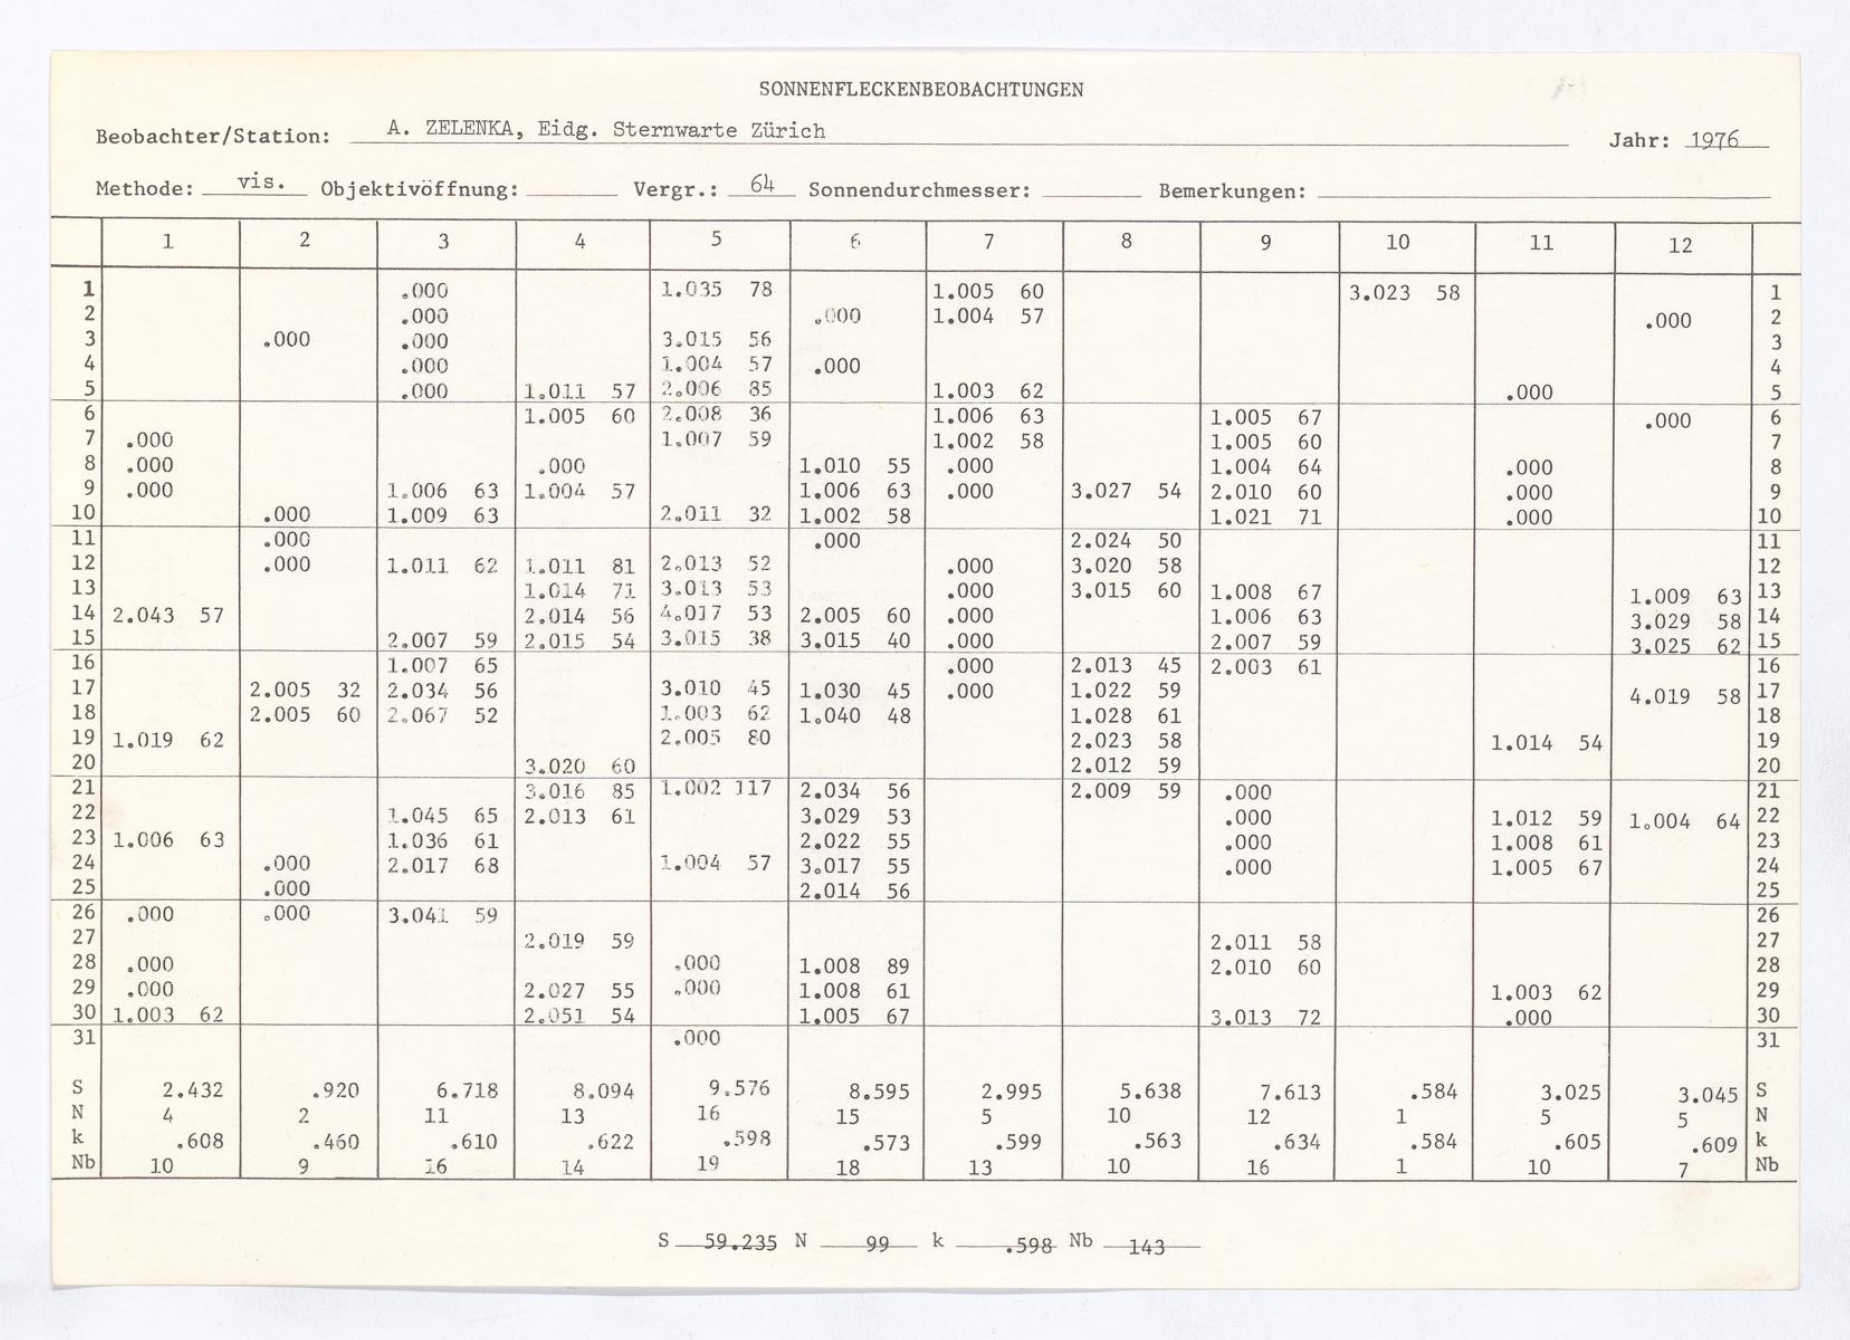 SONNENFLECKENBEOBACHTUNGEN
Beobachter/Station: A. ZELENKA, Eidg. Sternwarte Zürich Jahr: 1976
Methode: vis. Objektivöffnung: Vergr.: 64 Sonnendurchmesser: Bemerkungen:
1 2 3 4 5 6 7 8 9 10 11 12
1 .000 1.035 78 1.005 60 3.023 58 1
2 .000 .000 1.004 57 .000 2
3 .000 .000 3.015 56 3
4 .000 1.004 57 .000 4
5 .000 1.011 57 2.006 85 1.003 62 .000 5
6 1.005 60 2.008 36 1.006 63 1.005 67 .000 6
7 .000 1.007 59 1.002 58 1.005 60 7
8 .000 .000 1.010 55 .000 1.004 64 .000 8
9 .000 1.006 63 1.004 57 1.006 63 .000 3.027 54 2.010 60 .000 9
10 .000 1.009 63 2.011 32 1.002 58 1.021 71 .000 10
11 .000 .000 2.024 50 11
12 .000 1.011 62 1.011 81 2.013 52 .000 3.020 58 12
13 1.014 71 3.013 53 .000 3.015 60 1.008 67 1.009 63 13
14 2.043 57 2.014 56 4.017 53 2.005 60 .000 1.006 63 3.029 58 14
15 2.007 59 2.015 54 3.015 38 3.015 40 .000 2.007 59 3.025 62 15
16 1.007 65 .000 2.013 45 2.003 61 16
17 2.005 32 2.034 56 3.010 45 1.030 45 .000 1.022 59 4.019 58 17
18 2.005 60 2.067 52 1.003 62 1.040 48 1.028 61 18
19 1.019 62 2.005 80 2.023 58 1.014 54 19
20 3.020 60 2.012 59 20
21 3.016 85 1.002 117 2.034 56 2.009 59 .000 21
22 1.045 65 2.013 61 3.029 53 .000 1.012 59 1.004 64 22
23 1.006 63 1.036 61 2.022 55 .000 1.008 61 23
24 .000 2.017 68 1.004 57 3.017 55 .000 1.005 67 24
25 .000 2.014 56 25
26 .000 .000 3.041 59 26
27 2.019 59 2.011 58 27
28 .000 .000 1.008 89 2.010 60 28
29 .000 2.027 55 .000 1.008 61 1.003 62 29
30 1.003 62 2.051 54 1.005 67 3.013 72 .000 30
31 .000 31
S 2.432 .920 6.718 8.094 9.576 8.595 2.995 5.638 7.613 .584 3.025 3.045 S
N 4 2 11 13 16 15 5 10 12 1 5 5 N
k .608 .460 .610 .622 .598 .573 .599 .563 .634 .584 .605 .609 k
Nb 10 9 16 14 19 18 13 10 16 1 10 7 Nb
S 59.235 N 99 k .598 Nb 143